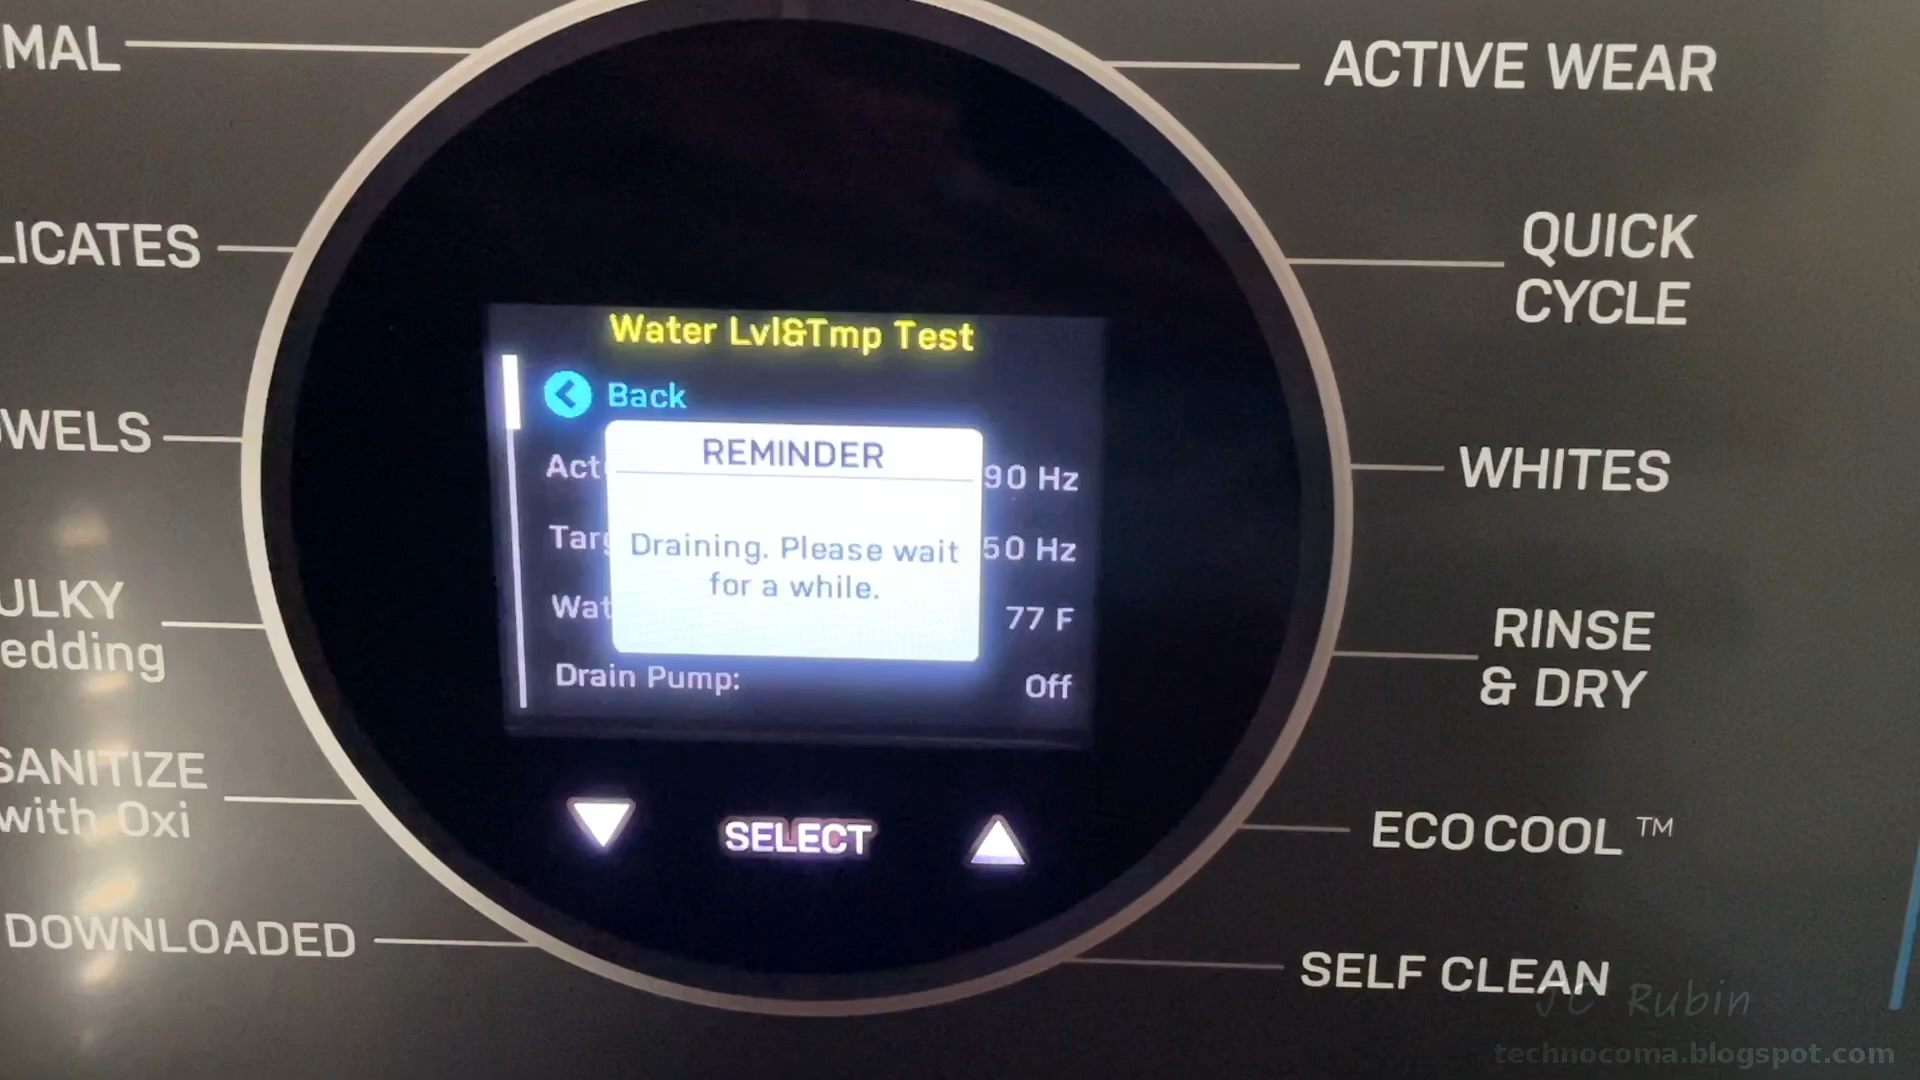 MAL
LICATES
WELS
ULKY
edding
SANITIZE
with Oxi
DOWNLOADED
Water Lvl&Tmp Test
Back
REMINDER
Draining. Please wait
for a while.
Act 90 Hz
Targ 50 Hz
Wat 77 F
Drain Pump: Off
SELECT
ACTIVE WEAR
QUICK
CYCLE
WHITES
RINSE
& DRY
ECO COOL ™
SELF CLEAN
JC Rubin
technocoma.blogspot.com